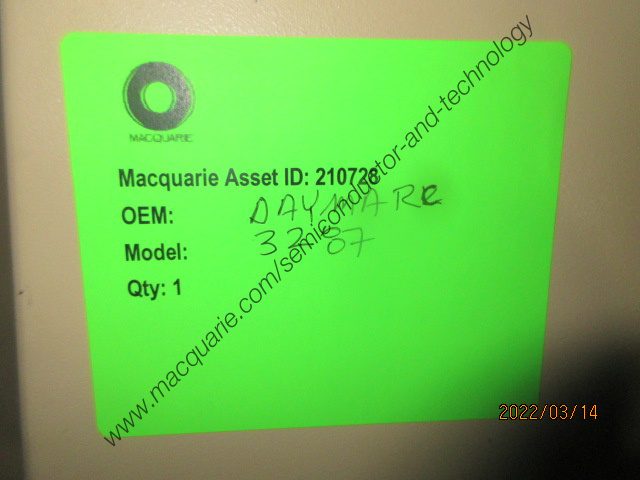 MACQUARIE
Macquarie Asset ID: 210728
OEM: DAYMARC
Model: 3287
Qty: 1
www.macquarie.com/semiconductor-and-technology
2022/03/14